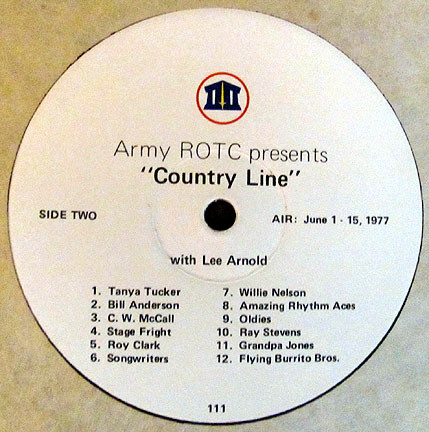 Army ROTC presents
"Country Line"
SIDE TWO
AIR: June 1 - 15, 1977
with Lee Arnold
1. Tanya Tucker
2. Bill Anderson
3. C. W. McCall
4. Stage Fright
5. Roy Clark
6. Songwriters
7. Willie Nelson
8. Amazing Rhythm Aces
9. Oldies
10. Ray Stevens
11. Grandpa Jones
12. Flying Burrito Bros.
111